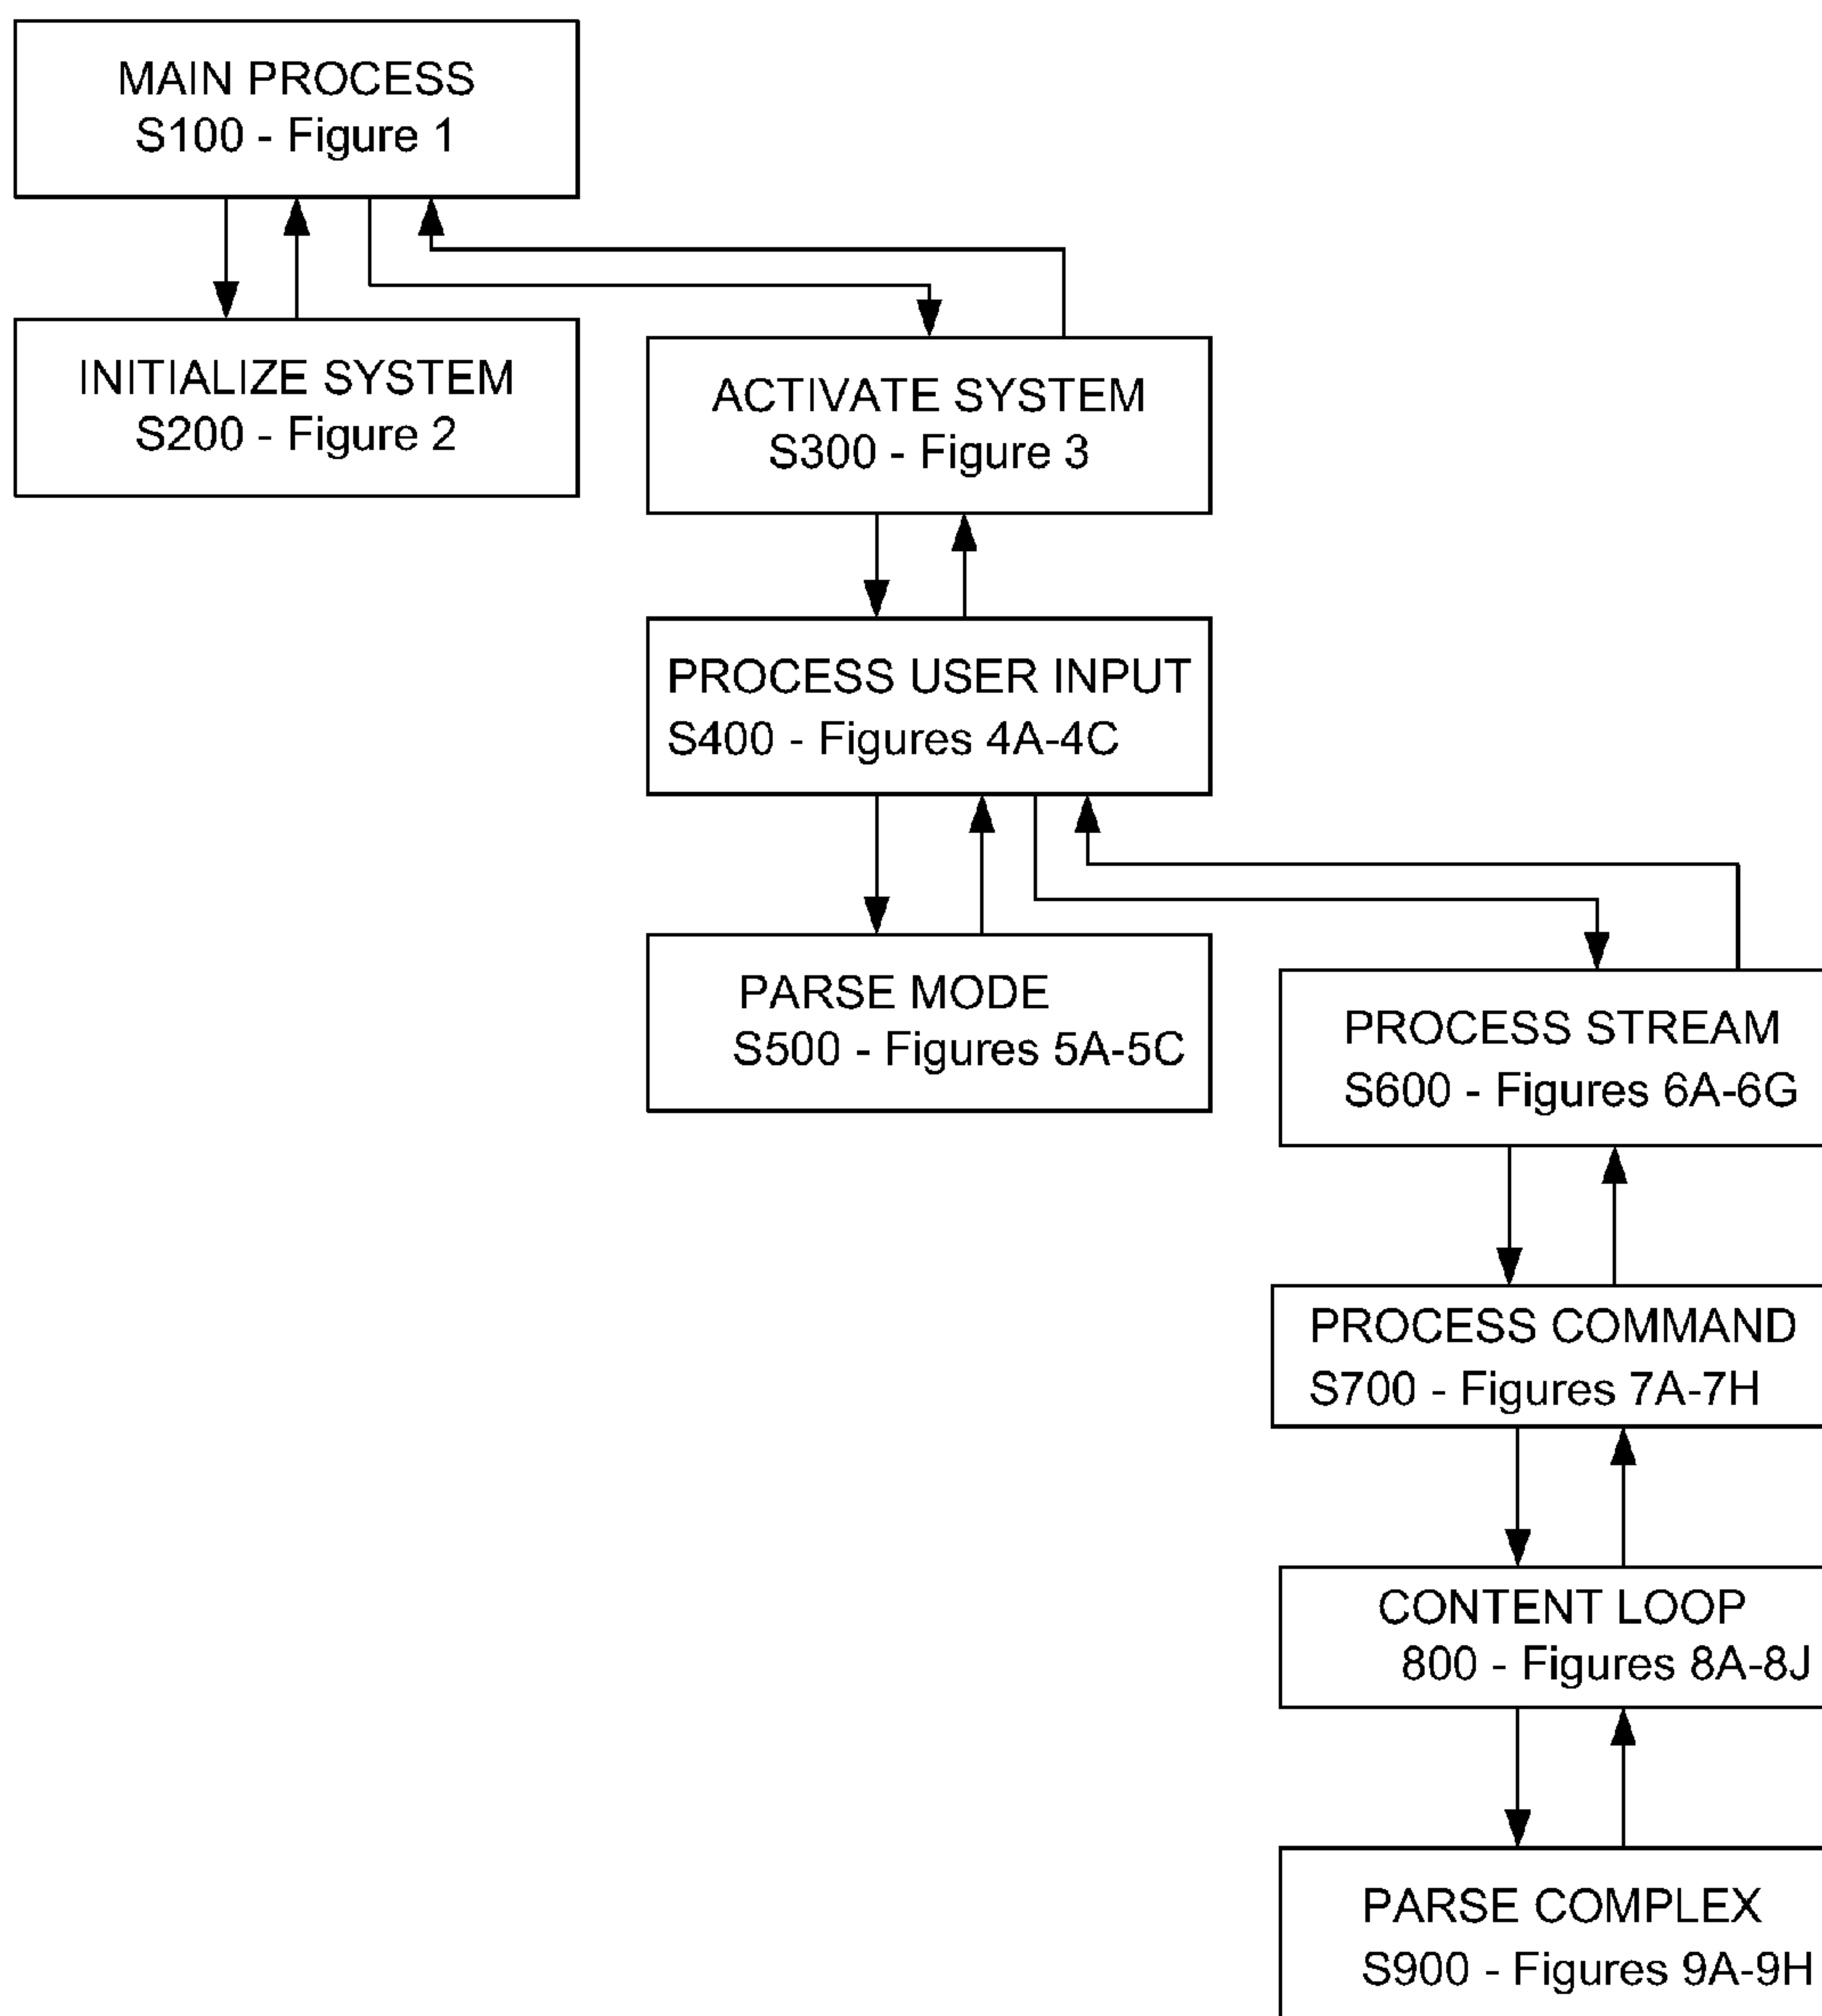 MAIN PROCESS
S100 - Figure 1
INITIALIZE SYSTEM
S200 - Figure 2
ACTIVATE SYSTEM
S300 - Figure 3
PROCESS USER INPUT
S400 - Figures 4A-4C
PARSE MODE
S500 - Figures 5A-5C
PROCESS STREAM
S600 - Figures 6A-6G
PROCESS COMMAND
S700 - Figures 7A-7H
CONTENT LOOP
800 - Figures 8A-8J
PARSE COMPLEX
S900 - Figures 9A-9H